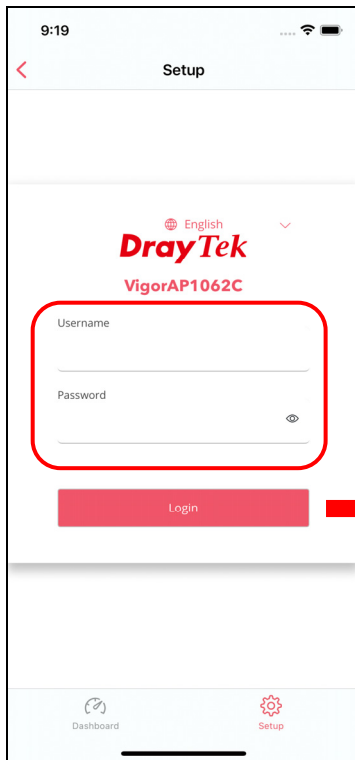 9:19
Setup
English
DrayTek
VigorAP1062C
Username
Password
Login
Dashboard
Setup